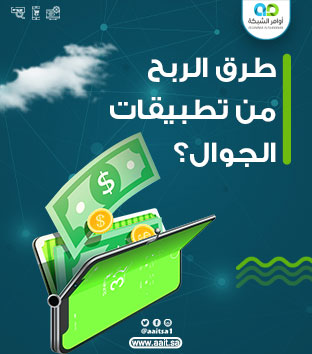 أوامر الشبكة
طرق الربح
من تطبيقات
الجوال؟
@aaitsa1
www.aait.sa